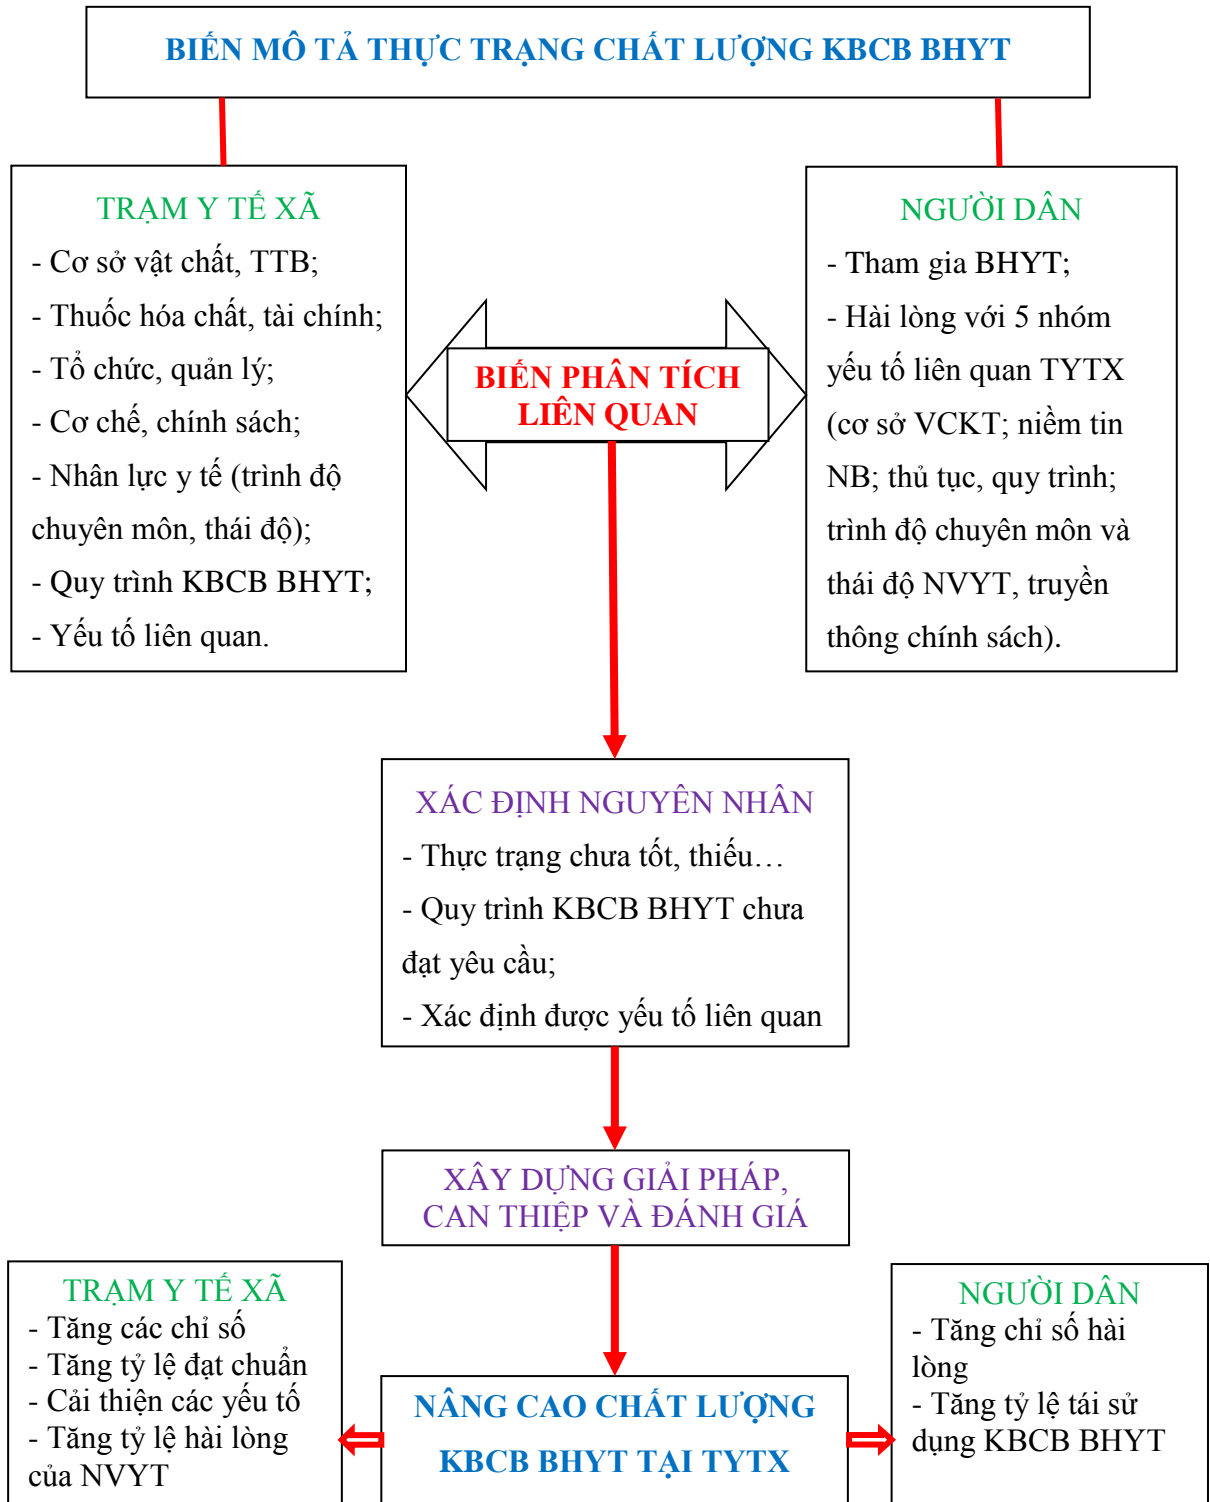 BIẾN MÔ TẢ THỰC TRẠNG CHẤT LƯỢNG KBCB BHYT
TRẠM Y TẾ XÃ
- Cơ sở vật chất, TTB;
- Thuốc hóa chất, tài chính;
- Tổ chức, quản lý;
- Cơ chế, chính sách;
- Nhân lực y tế (trình độ
chuyên môn, thái độ);
- Quy trình KBCB BHYT;
- Yếu tố liên quan.
BIẾN PHÂN TÍCH
LIÊN QUAN
NGƯỜI DÂN
- Tham gia BHYT;
- Hài lòng với 5 nhóm
yếu tố liên quan TYTX
(cơ sở VCKT; niềm tin
NB; thủ tục, quy trình;
trình độ chuyên môn và
thái độ NVYT, truyền
thông chính sách).
XÁC ĐỊNH NGUYÊN NHÂN
- Thực trạng chưa tốt, thiếu…
- Quy trình KBCB BHYT chưa
đạt yêu cầu;
- Xác định được yếu tố liên quan
XÂY DỰNG GIẢI PHÁP,
CAN THIỆP VÀ ĐÁNH GIÁ
TRẠM Y TẾ XÃ
- Tăng các chỉ số
- Tăng tỷ lệ đạt chuẩn
- Cải thiện các yếu tố
- Tăng tỷ lệ hài lòng
của NVYT
NÂNG CAO CHẤT LƯỢNG
KBCB BHYT TẠI TYTX
NGƯỜI DÂN
- Tăng chỉ số hài
lòng
- Tăng tỷ lệ tái sử
dụng KBCB BHYT